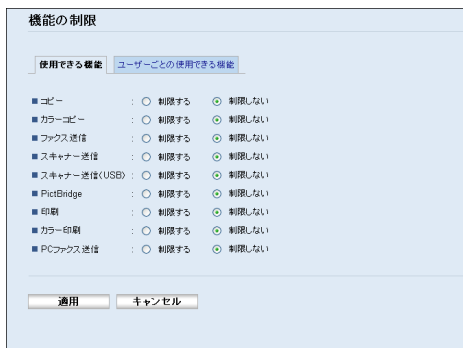 機能の制限
使用できる機能 ユーザーごとの使用できる機能
■ コピー : 制限する 制限しない
■ カラーコピー : 制限する 制限しない
■ ファクス送信 : 制限する 制限しない
■ スキャナー送信 : 制限する 制限しない
■ スキャナー送信(USB) : 制限する 制限しない
■ PictBridge : 制限する 制限しない
■ 印刷 : 制限する 制限しない
■ カラー印刷 : 制限する 制限しない
■ PCファクス送信 : 制限する 制限しない
適用 キャンセル